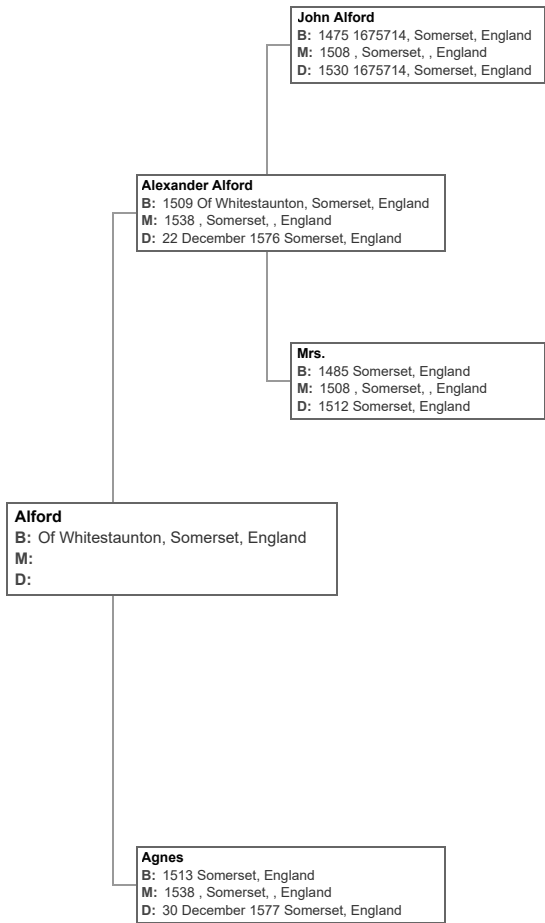 John Alford
B: 1475 1675714, Somerset, England
M: 1508 , Somerset, , England
D: 1530 1675714, Somerset, England
Alexander Alford
B: 1509 Of Whitestaunton, Somerset, England
M: 1538 , Somerset, , England
D: 22 December 1576 Somerset, England
Mrs.
B: 1485 Somerset, England
M: 1508 , Somerset, , England
D: 1512 Somerset, England
Alford
B: Of Whitestaunton, Somerset, England
M:
D:
Agnes
B: 1513 Somerset, England
M: 1538 , Somerset, , England
D: 30 December 1577 Somerset, England